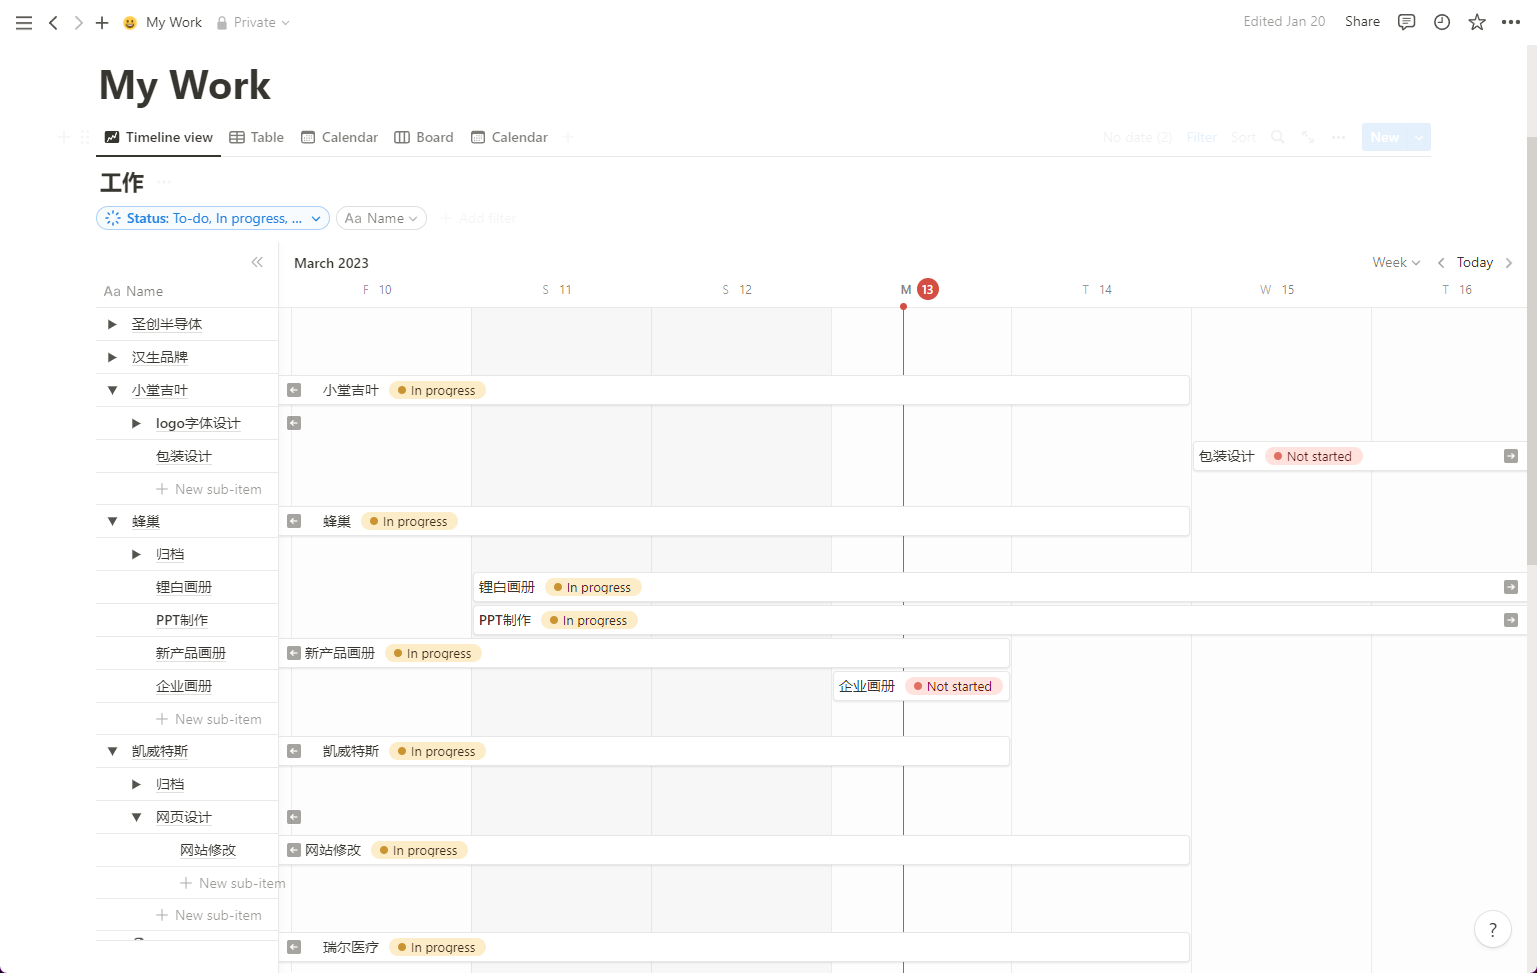 My Work Private Edited Jan 20 Share
My Work
Timeline view Table Calendar Board Calendar No date (2) Filter Sort New
工作
Status: To-do, In progress, ... Aa Name Add filter
March 2023 Week Today
Aa Name F 10 S 11 S 12 M 13 T 14 W 15 T 16
圣创半导体
汉生品牌
小堂吉叶 小堂吉叶 In progress
logo字体设计
包装设计 包装设计 Not started
New sub-item
蜂巢 蜂巢 In progress
归档
锂白画册 锂白画册 In progress
PPT制作 PPT制作 In progress
新产品画册 新产品画册 In progress
企业画册 企业画册 Not started
New sub-item
凯威特斯 凯威特斯 In progress
归档
网页设计
网站修改 网站修改 In progress
New sub-item
New sub-item
瑞尔医疗 In progress
?